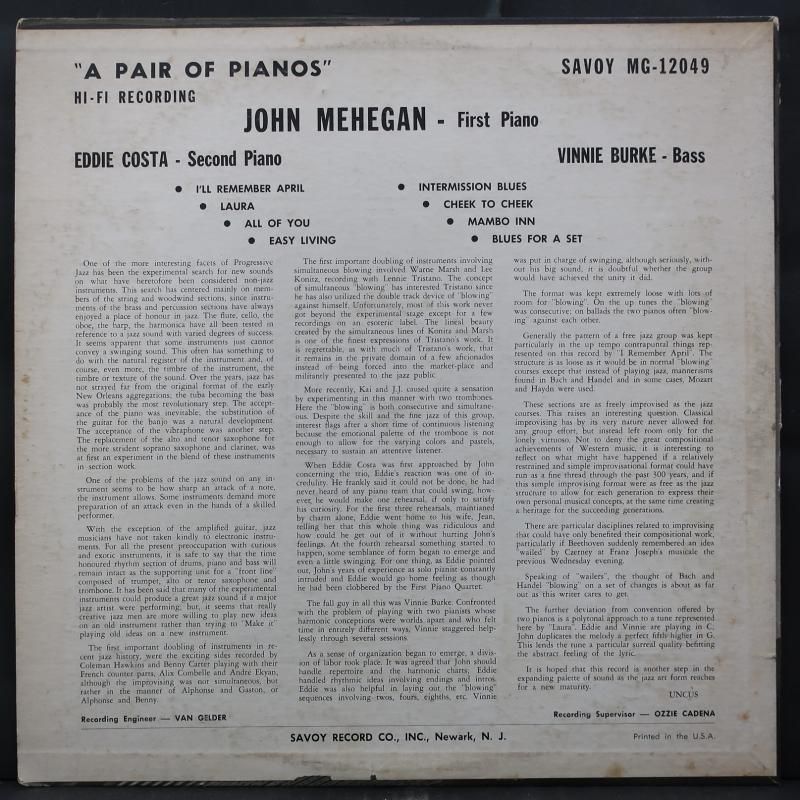 "A PAIR OF PIANOS"
SAVOY MG-12049
HI-FI RECORDING
JOHN MEHEGAN - First Piano
EDDIE COSTA - Second Piano
VINNIE BURKE - Bass
• I'LL REMEMBER APRIL
• LAURA
• ALL OF YOU
• EASY LIVING
• INTERMISSION BLUES
• CHEEK TO CHEEK
• MAMBO INN
• BLUES FOR A SET
One of the more interesting facets of Progressive
Jazz has been the experimental search for new sounds
on what have heretofore been considered non-jazz
instruments. This search has centered mainly on mem-
bers of the string and woodwind sections, since instru-
ments of the brass and percussion sections have always
enjoyed a place of honour in jazz. The flute, cello, the
oboe, the harp, the harmonica have all been tested in
reference to a jazz sound with varied degrees of success.
It seems apparent that some instruments just cannot
convey a swinging sound. This often has something to
do with the natural register of the instrument and, of
course, even more, the timbre of the instrument, the
timbre or texture of the sound. Over the years, jazz has
not strayed far from the original format of the early
New Orleans aggregations; the tuba becoming the bass
was probably the most revolutionary step. The accept-
ance of the piano was inevitable, the substitution of
the guitar for the banjo was a natural development.
The acceptance of the vibraphone was another step.
The replacement of the alto and tenor saxophone for
the more strident soprano saxophone and clarinet, was
at first an experiment in the blend of these instruments
in section work.
One of the problems of the jazz sound on any in-
strument seems to be how sharp an attack of a note,
the instrument allows. Some instruments demand more
preparation of an attack even in the hands of a skilled
performer.
With the exception of the amplified guitar, jazz
musicians have not taken kindly to electronic instru-
ments. For all the present preoccupation with curious
and exotic instruments, it is safe to say that the time
honoured rhythm section of drums, piano and bass will
remain intact as the supporting unit for a "front line"
composed of trumpet, alto or tenor saxophone and
trombone. It has been said that many of the experimental
instruments could produce a great jazz sound if a major
jazz artist were performing; but, it seems that really
creative jazz men are more willing to play new ideas
on an old instrument rather than trying to "Make it"
playing old ideas on a new instrument.
The first important doubling of instruments in re-
cent jazz history, were the exciting sides recorded by
Coleman Hawkins and Benny Carter playing with their
French counter parts, Alix Combelle and Andre Ekyan,
although the improvising was not simultaneous, but
rather in the manner of Alphonse and Gaston, or
Alphonse and Benny.
The first important doubling of instruments involving
simultaneous blowing involved Warne Marsh and Lee
Konitz, recording with Lennie Tristano. The concept
of simultaneous "blowing" has interested Tristano since
he has also utilized the double track device of "blowing"
against himself. Unfortunately, most of this work never
got beyond the experimental stage except for a few
recordings on an esoteric label. The lineal beauty
created by the simultaneous lines of Konitz and Marsh
is one of the finest expressions of Tristano's work. It
is regretable, as with much of Tristano's work, that
it remains in the private domain of a few aficionados
instead of being forced into the market-place and
militantly presented to the jazz public.
More recently, Kai and J.J. caused quite a sensation
by experimenting in this manner with two trombones.
Here the "blowing" is both consecutive and simultane-
ous. Despite the skill and the fine jazz of this group,
interest flags after a short time of continuous listening
because the emotional palette of the trombone is not
enough to allow for the varying colors and pastels,
necessary to sustain an attentive listener.
When Eddie Costa was first approached by John
concerning the trio, Eddie's reaction was one of in-
credulity. He frankly said it could not be done, he had
never heard of any piano team that could swing, how-
ever, he would make one rehearsal, if only to satisfy
his curiosity. For the first three rehearsals, maintained
by charm alone, Eddie went home to his wife, Jean,
telling her that this whole thing was ridiculous and
how could he get out of it without hurting John's
feelings. At the fourth rehearsal something started to
happen, some semblance of form began to emerge and
even a little swinging. For one thing, as Eddie pointed
out, John's years of experience as solo pianist constantly
intruded and Eddie would go home feeling as though
he had been clobbered by the First Piano Quartet.
The fall guy in all this was Vinnie Burke. Confronted
with the problem of playing with two pianists whose
harmonic conceptions were worlds apart and who felt
time in entirely different ways, Vinnie staggered help-
lessly through several sessions.
As a sense of organization began to emerge, a divis-
ion of labor took place. It was agreed that John should
handle repertoire and the harmonic charts; Eddie
handled rhythmic ideas involving endings and intros.
Eddie was also helpful in laying out the "blowing"
sequences involving twos, fours, eighths, etc. Vinnie
was put in charge of swinging, although seriously, with-
out his big sound, it is doubtful whether the group
would have achieved the unity it did.
The format was kept extremely loose with lots of
room for "blowing". On the up tunes the "blowing"
was consecutive; on ballads the two pianos often "blow-
ing" against each other.
Generally the pattern of a free jazz group was kept
particularly in the up tempo contrapuntal things rep-
resented on this record by "I Remember April". The
structure is as loose as it would be in normal "blowing"
courses except that instead of playing jazz, mannerisms
found in Bach and Handel and in some cases, Mozart
and Haydn were used.
These sections are as freely improvised as the jazz
courses. This raises an interesting question. Classical
improvising has by its very nature never allowed for
any group effort, but instead left room only for the
lonely virtuoso. Not to deny the great compositional
achievements of Western music, it is interesting to
reflect on what might have happened if a relatively
restrained and simple improvisational format could have
run as a fine thread through the past 300 years, and if
this simple improvising format were as free as the jazz
structure to allow for each generation to express their
own personal musical concepts, at the same time creating
a heritage for the succeeding generations.
There are particular disciplines related to improvising
that could have only benefitted their compositional work,
particularly if Beethoven suddenly remembered an idea
"wailed" by Czerney at Franz Joseph's musicale the
previous Wednesday evening.
Speaking of "wailers", the thought of Bach and
Handel "blowing" on a set of changes is about as far
out as this writer cares to get.
The further deviation from convention offered by
two pianos is a polytonal approach to a tune represented
here by "Laura". Eddie and Vinnie are playing in C;
John duplicates the melody a perfect fifth higher in G.
This lends the tune a particular surreal quality befitting
the abstract feeling of the lyric.
It is hoped that this record is another step in the
expanding palette of sound as the jazz art form reaches
for a new maturity.
UNCUS
Recording Engineer — VAN GELDER
Recording Supervisor — OZZIE CADENA
SAVOY RECORD CO., INC., Newark, N. J.
Printed in the U.S.A.